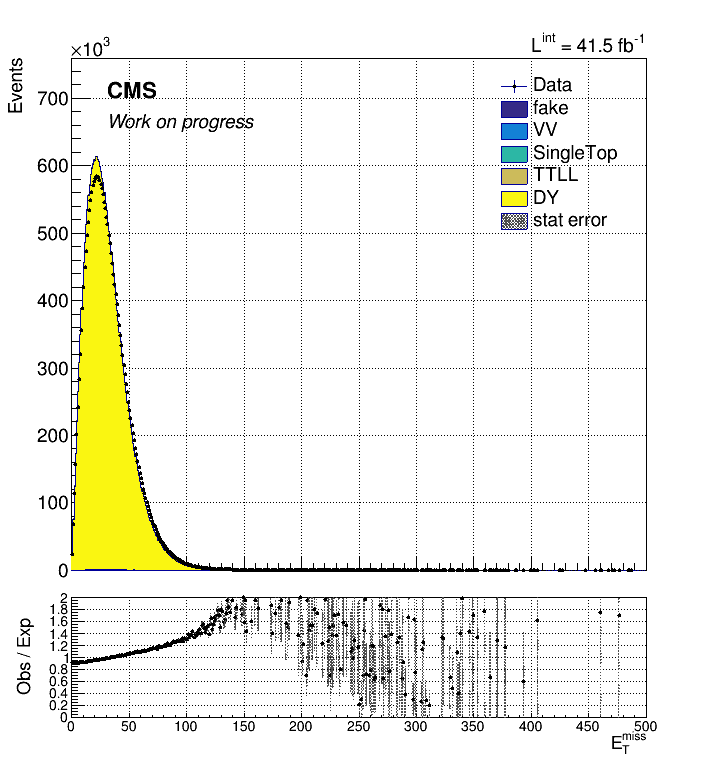 ×10³
L^int = 41.5 fb⁻¹
Events
CMS
Work on progress
Data
fake
VV
SingleTop
TTLL
DY
stat error
700
600
500
400
300
200
100
0
Obs / Exp
2
1.8
1.6
1.4
1.2
1
0.8
0.6
0.4
0.2
0
0 50 100 150 200 250 300 350 400 450 500
E_T^miss